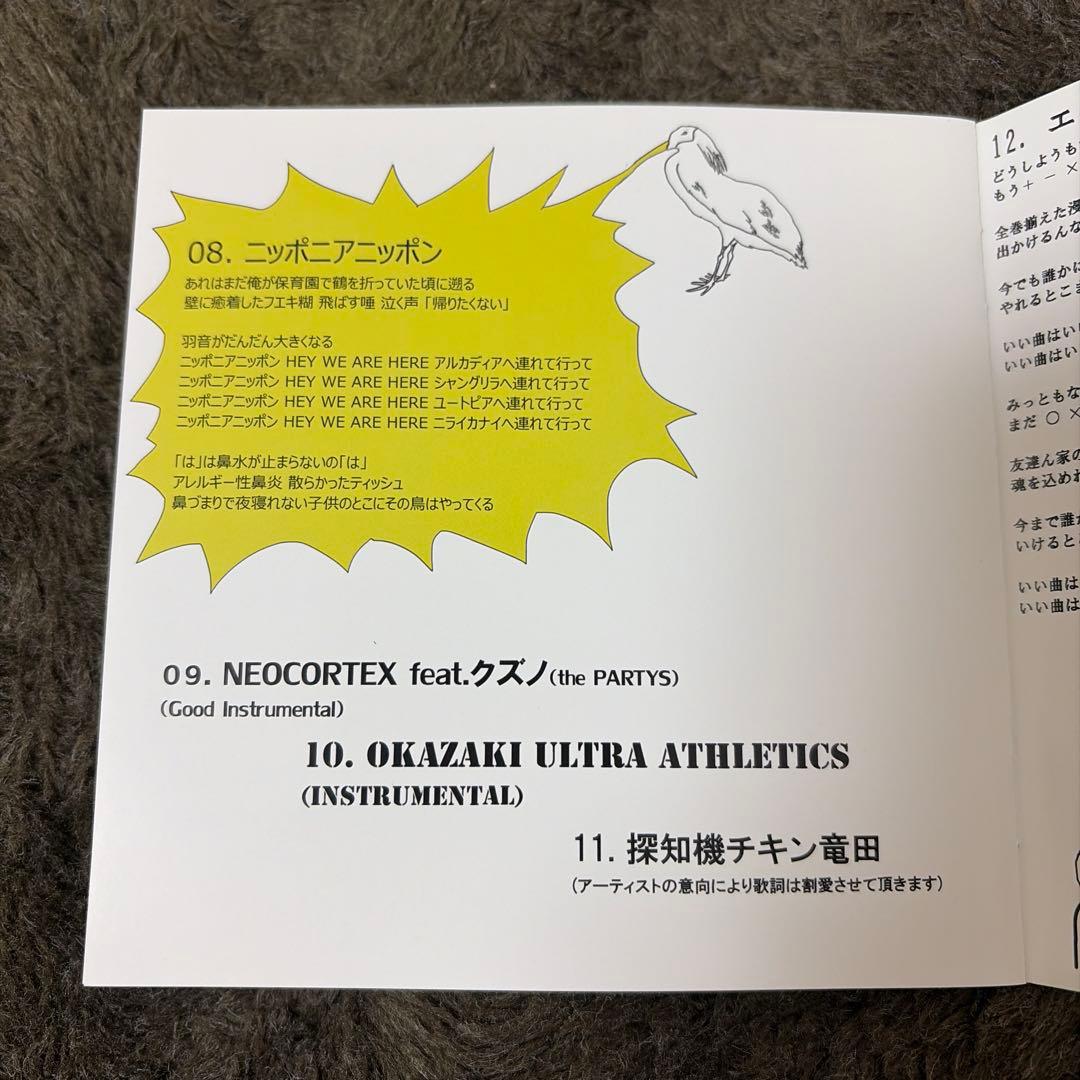 08. ニッポニアニッポン
あれはまだ俺が保育園で鶴を折っていた頃に遡る
壁に癒着したフエキ糊 飛ばす唾 泣く声 「帰りたくない」
羽音がだんだん大きくなる
ニッポニアニッポン HEY WE ARE HERE アルカディアへ連れて行って
ニッポニアニッポン HEY WE ARE HERE シャングリラへ連れて行って
ニッポニアニッポン HEY WE ARE HERE ユートピアへ連れて行って
ニッポニアニッポン HEY WE ARE HERE ニライカナイへ連れて行って
「は」は鼻水が止まらないの「は」
アレルギー性鼻炎 散らかったティッシュ
鼻づまりで夜寝れない子供のとこにその鳥はやってくる
09. NEOCORTEX feat.クズノ(the PARTYS)
(Good Instrumental)
10. OKAZAKI ULTRA ATHLETICS
(INSTRUMENTAL)
11. 探知機チキン竜田
(アーティストの意向により歌詞は割愛させて頂きます)
12. エ
どうしようも
もう+ − ×
全巻揃えた漫
出かけるんな
今でも誰かに
やれるとこま
いい曲はい
いい曲はい
みっともな
まだ ○ ×
友達ん家の
魂を込め
今まで誰か
いけると
いい曲は
いい曲は